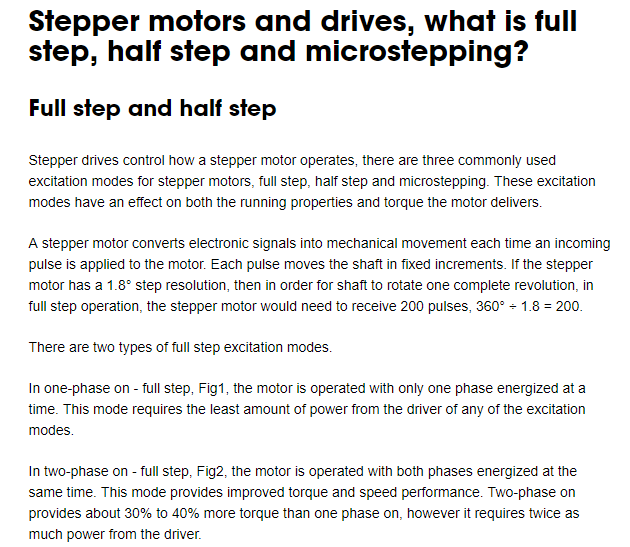 Stepper motors and drives, what is full
step, half step and microstepping?
Full step and half step
Stepper drives control how a stepper motor operates, there are three commonly used
excitation modes for stepper motors, full step, half step and microstepping. These excitation
modes have an effect on both the running properties and torque the motor delivers.
A stepper motor converts electronic signals into mechanical movement each time an incoming
pulse is applied to the motor. Each pulse moves the shaft in fixed increments. If the stepper
motor has a 1.8° step resolution, then in order for shaft to rotate one complete revolution, in
full step operation, the stepper motor would need to receive 200 pulses, 360° ÷ 1.8 = 200.
There are two types of full step excitation modes.
In one-phase on - full step, Fig1, the motor is operated with only one phase energized at a
time. This mode requires the least amount of power from the driver of any of the excitation
modes.
In two-phase on - full step, Fig2, the motor is operated with both phases energized at the
same time. This mode provides improved torque and speed performance. Two-phase on
provides about 30% to 40% more torque than one phase on, however it requires twice as
much power from the driver.